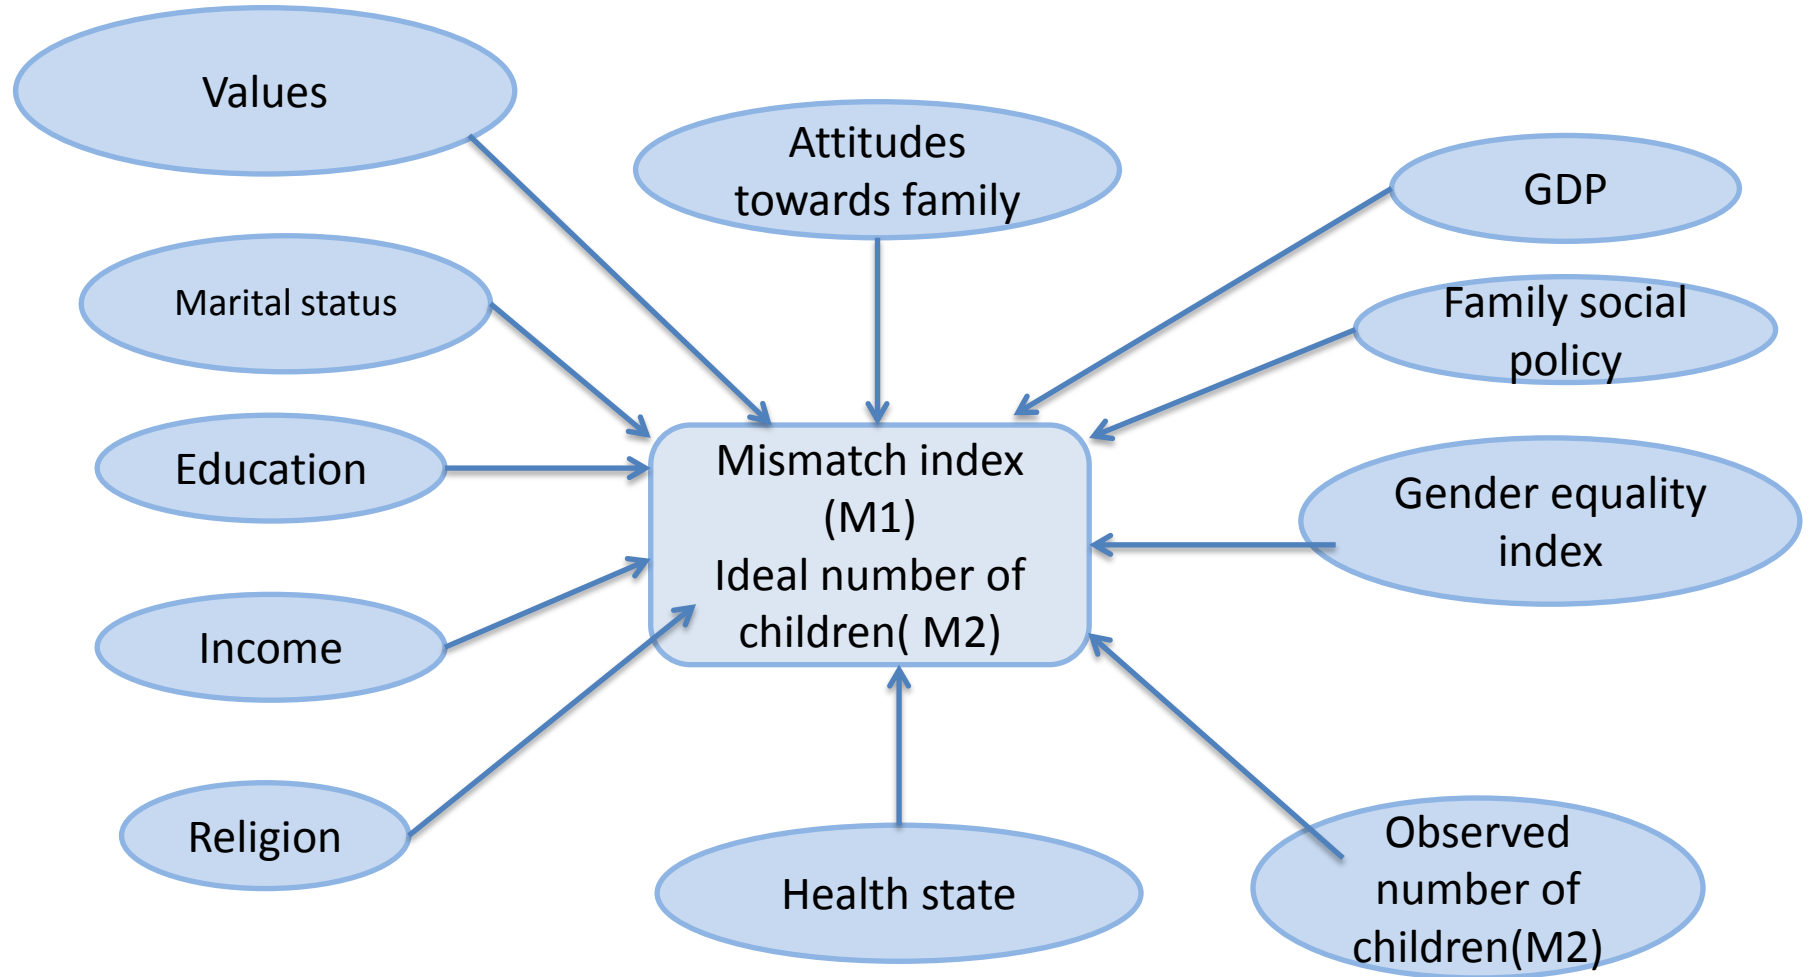 Values
Attitudes
towards family
GDP
Marital status
Family social
policy
Education
Mismatch index
(M1)
Ideal number of
children( M2)
Gender equality
index
Income
Religion
Health state
Observed
number of
children(M2)